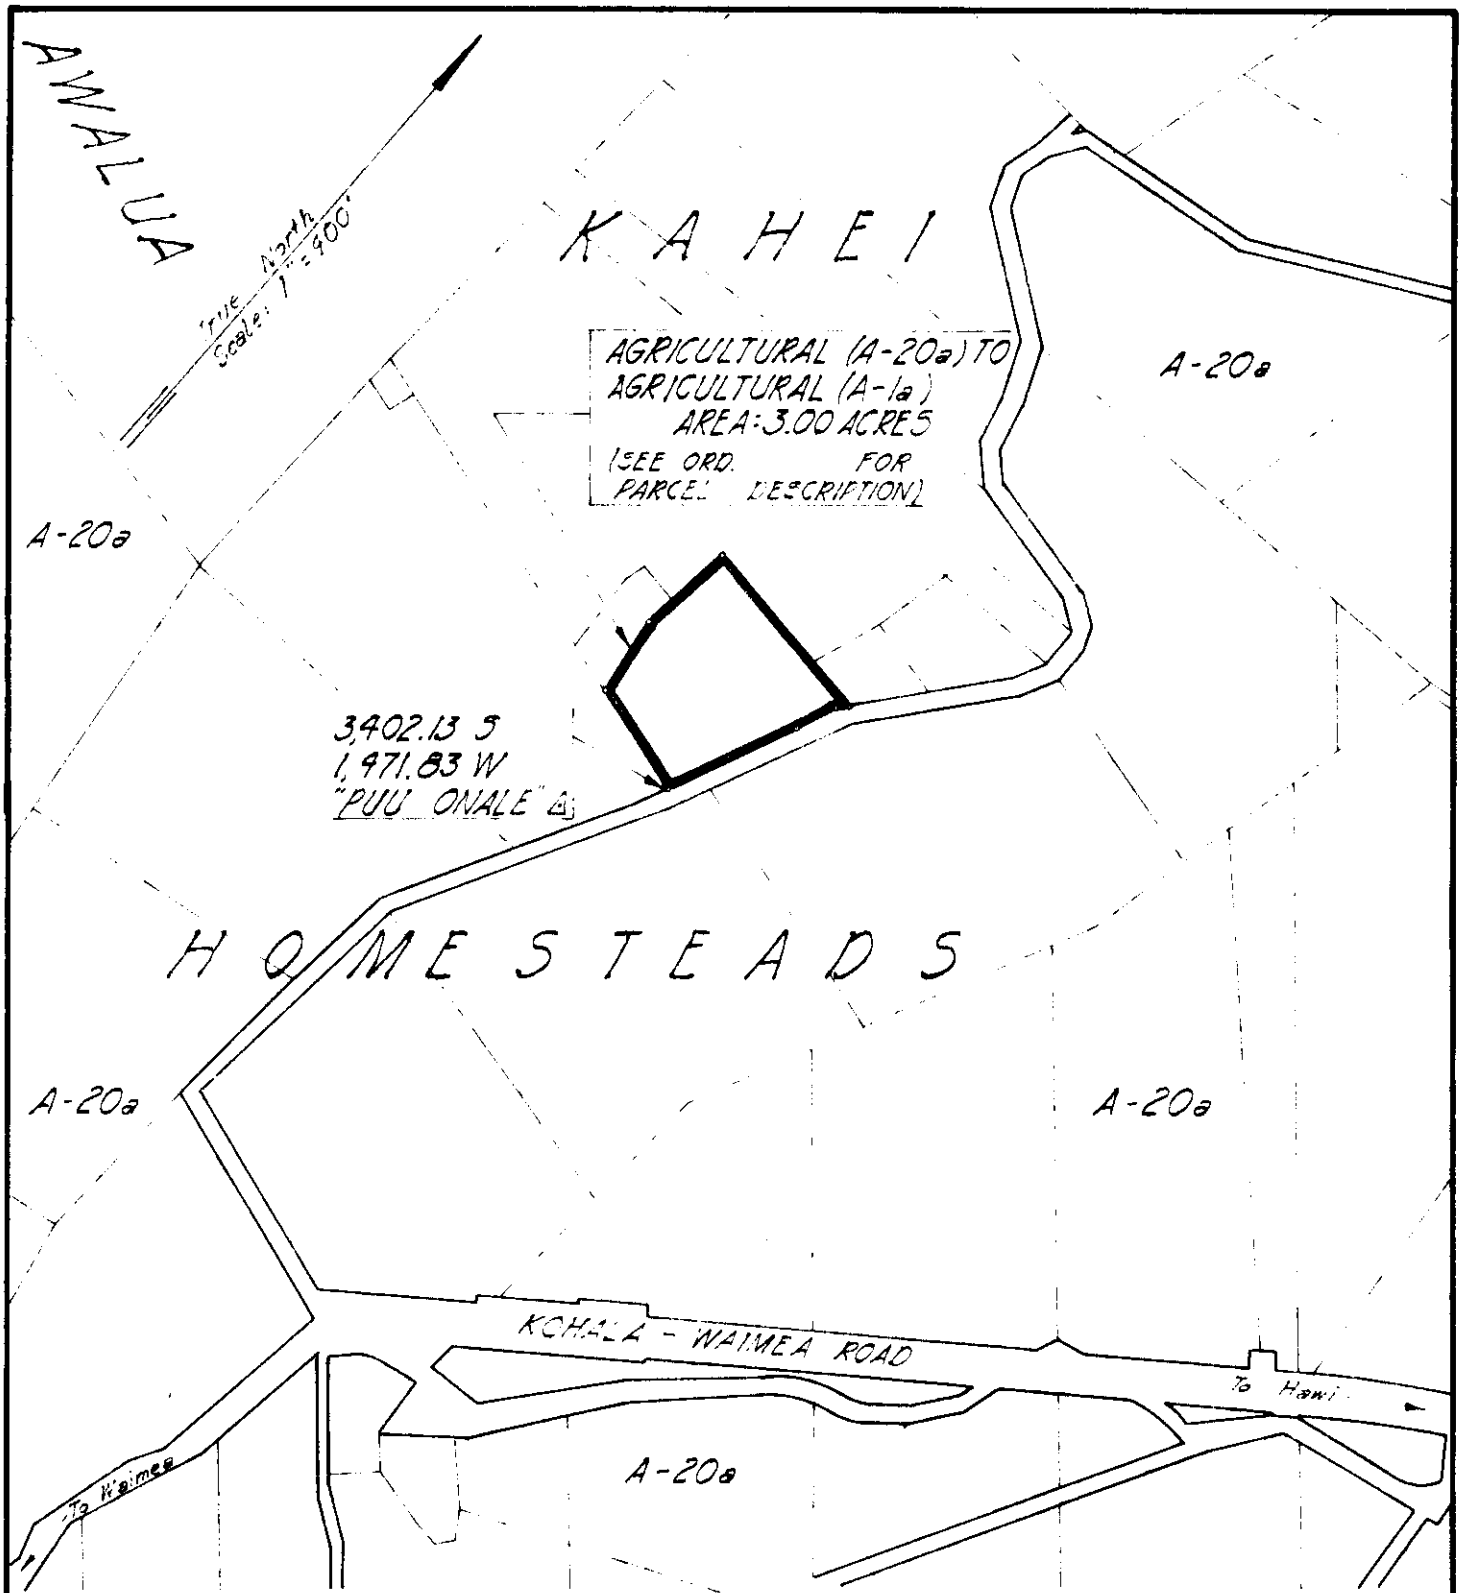 AWALUA
True North
Scale: 1" = 400'
KAHEI
AGRICULTURAL (A-20a) TO
AGRICULTURAL (A-1a)
AREA: 3.00 ACRES
(SEE ORD. FOR
PARCEL DESCRIPTION)
A-20a
A-20a
3,402.13 S
1,971.83 W
"PUU ONALE"
HOMESTEADS
A-20a
A-20a
KOHALA - WAIMEA ROAD
To Hawi
A-20a
To Waimea